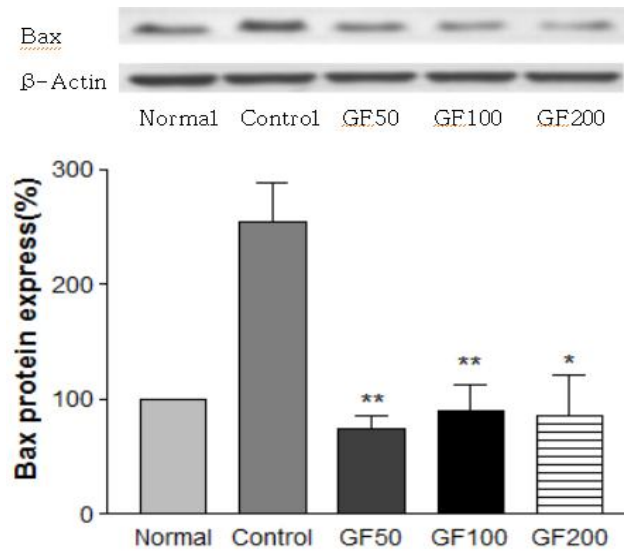 Bax
β-Actin
Normal Control GF50 GF100 GF200
300
200
100
0
Bax protein express(%)
** ** *
Normal Control GF50 GF100 GF200